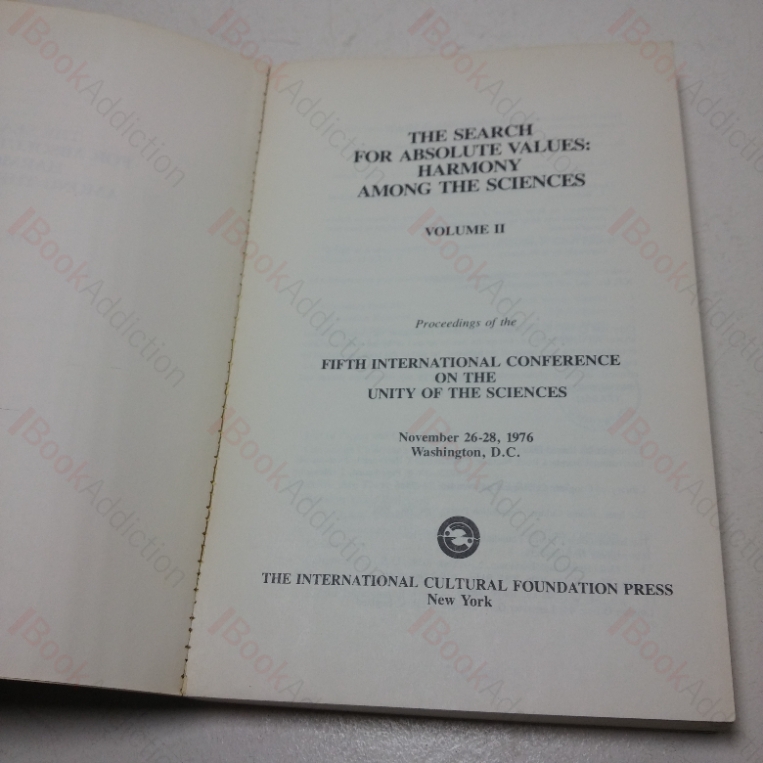 THE SEARCH
FOR ABSOLUTE VALUES:
HARMONY
AMONG THE SCIENCES
VOLUME II
Proceedings of the
FIFTH INTERNATIONAL CONFERENCE
ON THE
UNITY OF THE SCIENCES
November 26-28, 1976
Washington, D.C.
THE INTERNATIONAL CULTURAL FOUNDATION PRESS
New York
BookAddiction